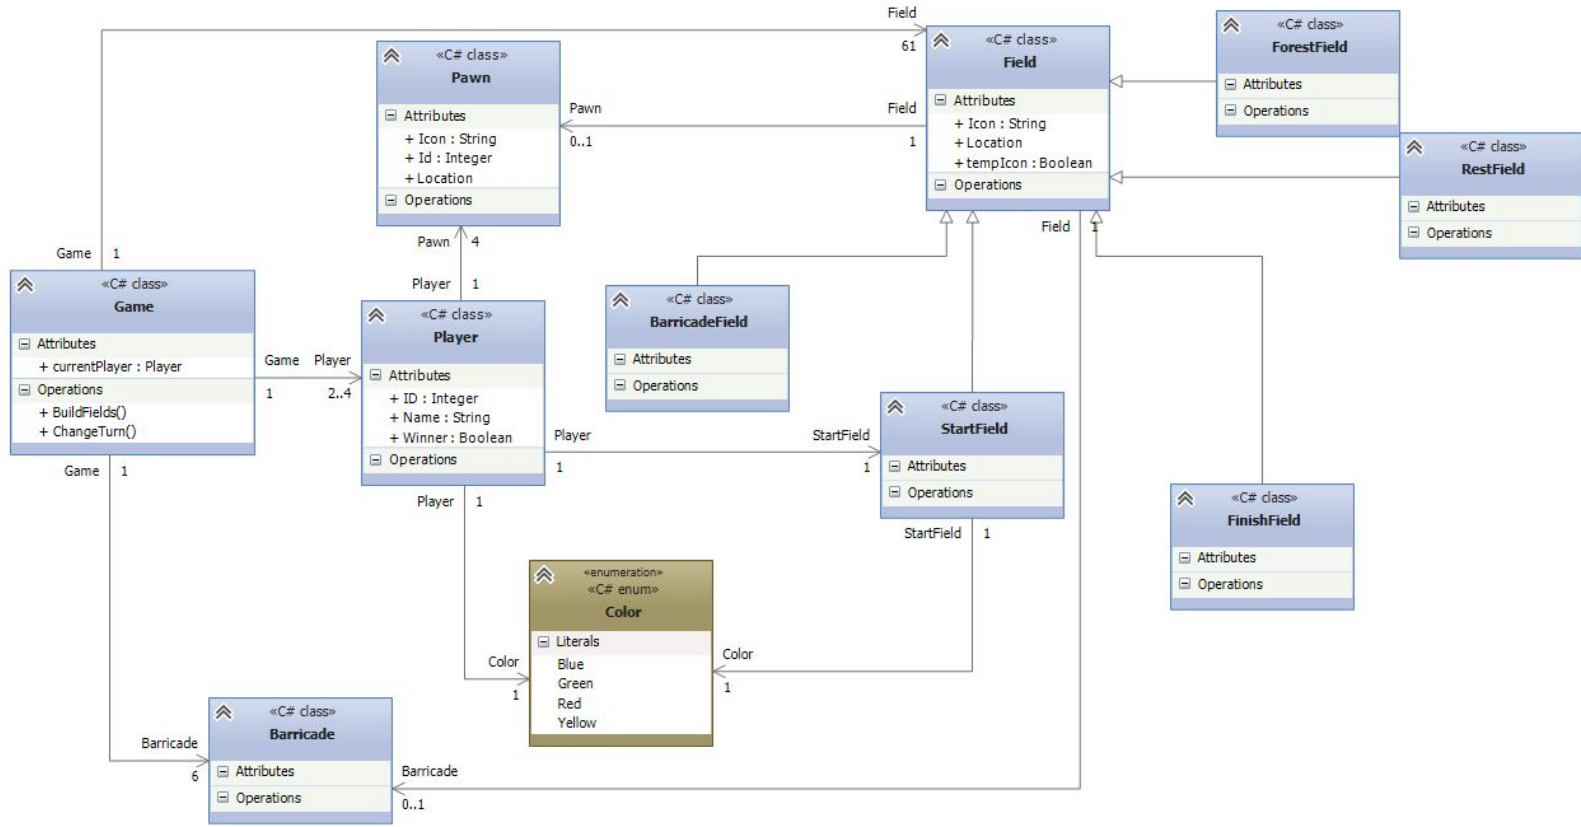 Field
61
«C# class»
Pawn
Attributes
+ Icon : String
+ Id : Integer
+ Location
Operations
Pawn
0..1
Field
1
«C# class»
Field
Attributes
+ Icon : String
+ Location
+ tempIcon : Boolean
Operations
«C# class»
ForestField
Attributes
Operations
«C# class»
RestField
Attributes
Operations
Game
1
Pawn
4
Player
1
Field
1
«C# class»
Game
Attributes
+ currentPlayer : Player
Operations
+ BuildFields()
+ ChangeTurn()
Game
1
Player
2..4
«C# class»
Player
Attributes
+ ID : Integer
+ Name : String
+ Winner : Boolean
Operations
«C# class»
BarricadeField
Attributes
Operations
Player
1
StartField
1
«C# class»
StartField
Attributes
Operations
Game
1
Player
1
StartField
1
«C# class»
FinishField
Attributes
Operations
«enumeration»
«C# enum»
Color
Literals
Blue
Green
Red
Yellow
Color
1
Color
1
Barricade
6
«C# class»
Barricade
Attributes
Operations
Barricade
0..1